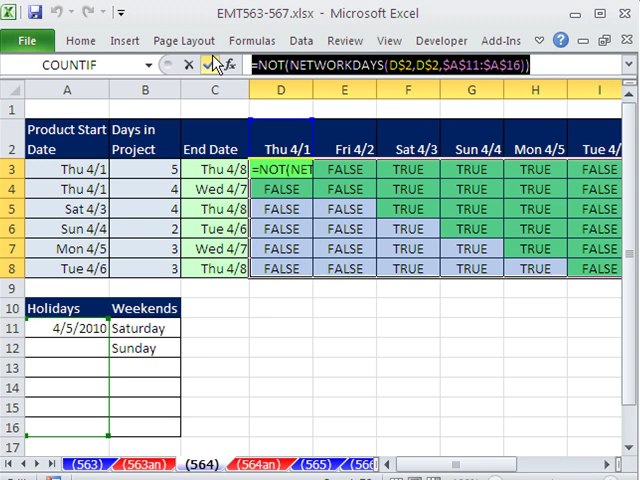 EMT563-567.xlsx - Microsoft Excel
File Home Insert Page Layout Formulas Data Review View Developer Add-Ins
COUNTIF fx =NOT(NETWORKDAYS(D$2,D$2,$A$11:$A$16))
A B C D E F G H I
1
2 Product Start Date Days in Project End Date Thu 4/1 Fri 4/2 Sat 4/3 Sun 4/4 Mon 4/5 Tue 4/
3 Thu 4/1 5 Thu 4/8 =NOT(NET FALSE TRUE TRUE TRUE FALSE
4 Thu 4/1 4 Wed 4/7 FALSE FALSE TRUE TRUE TRUE FALSE
5 Sat 4/3 4 Thu 4/8 FALSE FALSE TRUE TRUE TRUE FALSE
6 Sun 4/4 2 Tue 4/6 FALSE FALSE TRUE TRUE TRUE FALSE
7 Mon 4/5 3 Wed 4/7 FALSE FALSE TRUE TRUE TRUE FALSE
8 Tue 4/6 3 Thu 4/8 FALSE FALSE TRUE TRUE TRUE FALSE
9
10 Holidays Weekends
11 4/5/2010 Saturday
12 Sunday
13
14
15
16
17
(563) (563an) (564) (564an) (565) (566